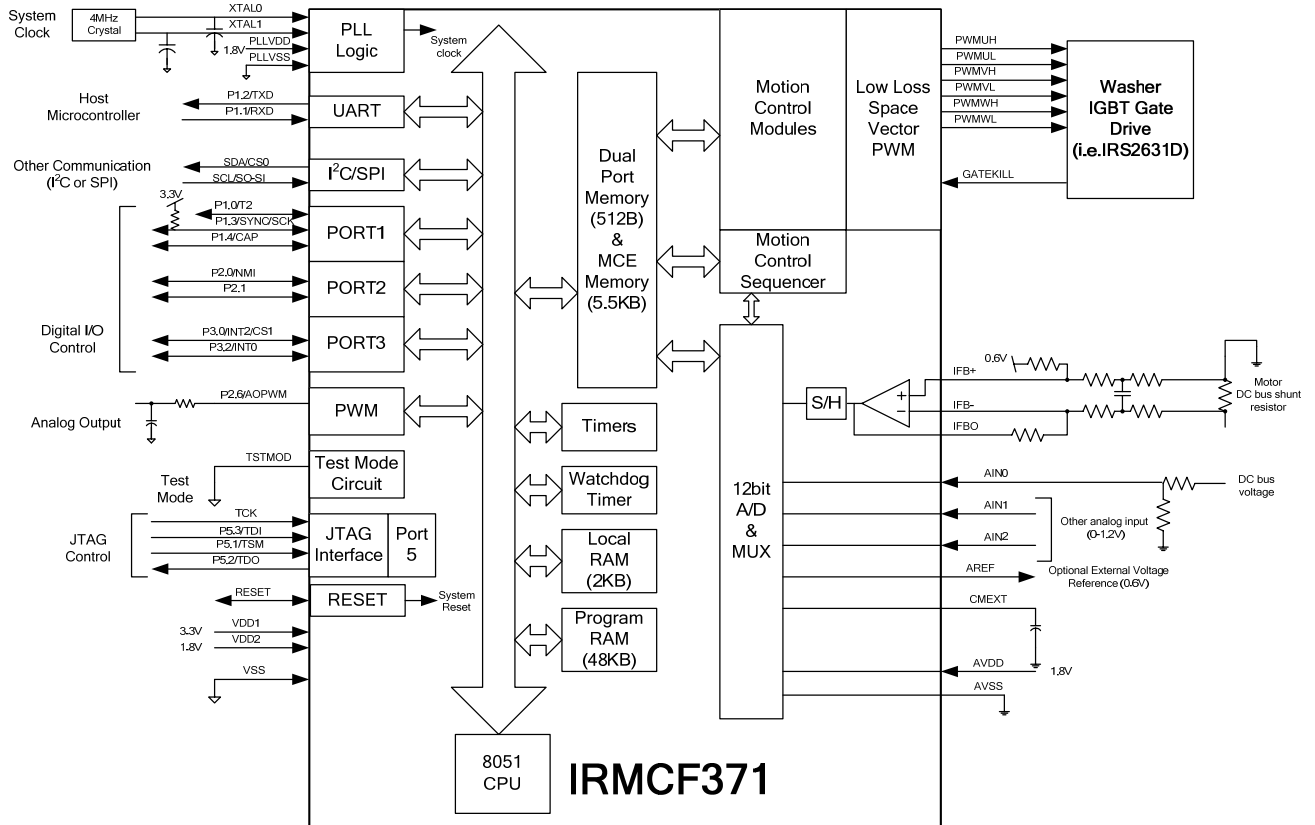 System
Clock
4MHz
Crystal
XTAL0
XTAL1
1.8V
PLLVDD
PLLVSS
PLL
Logic
System
clock
Host
Microcontroller
P1.2/TXD
P1.1/RXD
UART
Other Communication
(I²C or SPI)
SDA/CS0
SCL/SO-SI
I²C/SPI
3.3V
P1.0/T2
P1.3/SYNC/SCK
P1.4/CAP
PORT1
P2.0/NMI
P2.1
PORT2
Digital I/O
Control
P3.0/INT2/CS1
P3.2/INT0
PORT3
Analog Output
P2.6/AOPWM
PWM
Test
Mode
TSTMOD
Test Mode
Circuit
JTAG
Control
TCK
P5.3/TDI
P5.1/TSM
P5.2/TDO
JTAG
Interface
Port
5
RESET
RESET
System
Reset
3.3V
VDD1
1.8V
VDD2
VSS
8051
CPU
IRMCF371
Dual
Port
Memory
(512B)
&
MCE
Memory
(5.5KB)
Timers
Watchdog
Timer
Local
RAM
(2KB)
Program
RAM
(48KB)
Motion
Control
Modules
Low Loss
Space
Vector
PWM
Motion
Control
Sequencer
12bit
A/D
&
MUX
S/H
+
−
PWMUH
PWMUL
PWMVH
PWMVL
PWMWH
PWMWL
GATEKILL
Washer
IGBT Gate
Drive
(i.e.IRS2631D)
0.6V
IFB+
IFB-
IFBO
Motor
DC bus shunt
resistor
AIN0
DC bus
voltage
AIN1
AIN2
Other analog input
(0-1.2V)
AREF
Optional External Voltage
Reference (0.6V)
CMEXT
AVDD
1.8V
AVSS